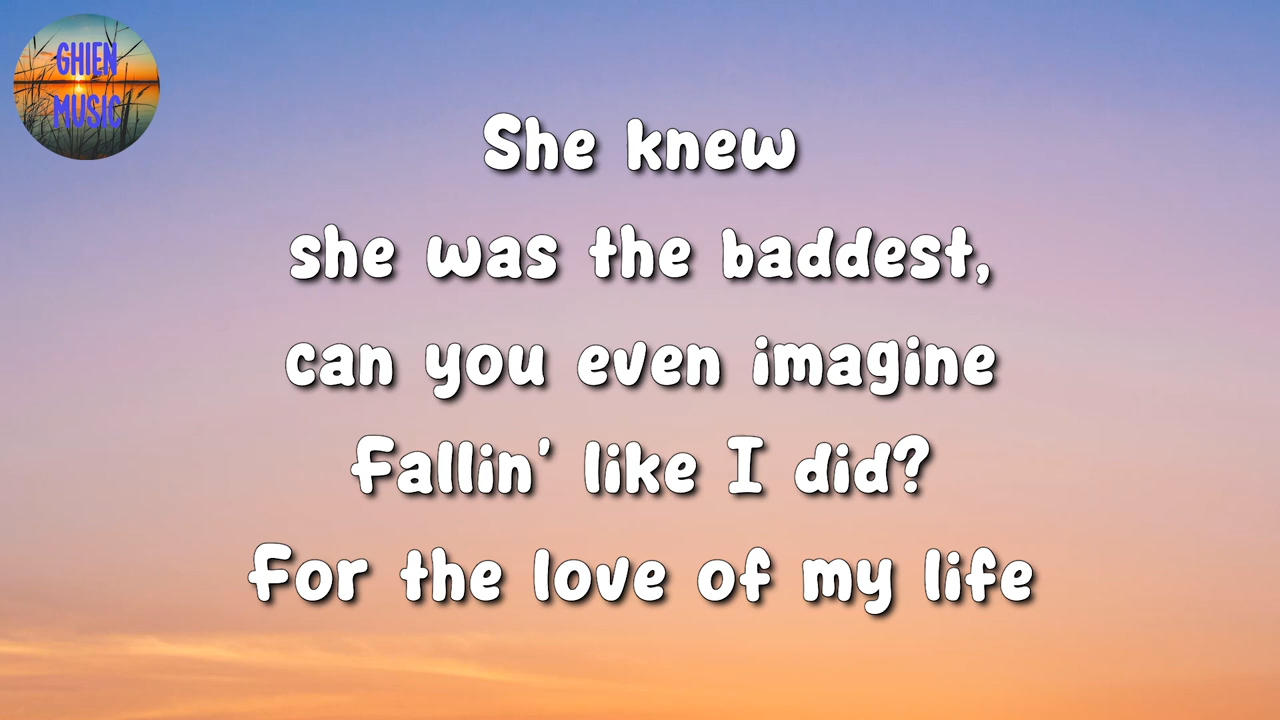 GHIEN
MUSIC
She knew
she was the baddest,
can you even imagine
Fallin' like I did?
For the love of my life